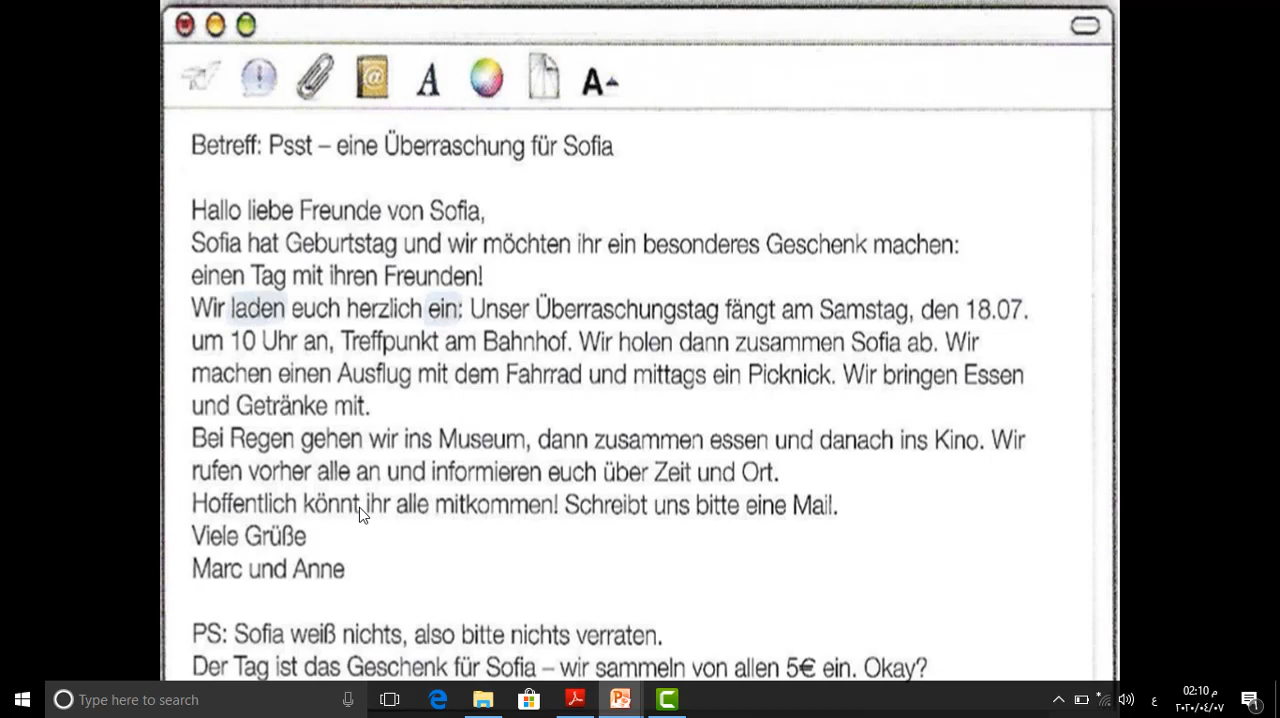 Betreff: Psst – eine Überraschung für Sofia
Hallo liebe Freunde von Sofia,
Sofia hat Geburtstag und wir möchten ihr ein besonderes Geschenk machen:
einen Tag mit ihren Freunden!
Wir laden euch herzlich ein: Unser Überraschungstag fängt am Samstag, den 18.07.
um 10 Uhr an, Treffpunkt am Bahnhof. Wir holen dann zusammen Sofia ab. Wir
machen einen Ausflug mit dem Fahrrad und mittags ein Picknick. Wir bringen Essen
und Getränke mit.
Bei Regen gehen wir ins Museum, dann zusammen essen und danach ins Kino. Wir
rufen vorher alle an und informieren euch über Zeit und Ort.
Hoffentlich könnt ihr alle mitkommen! Schreibt uns bitte eine Mail.
Viele Grüße
Marc und Anne
PS: Sofia weiß nichts, also bitte nichts verraten.
Der Tag ist das Geschenk für Sofia – wir sammeln von allen 5€ ein. Okay?
Type here to search
ع
02:10 م
٢٠٢٠/٠٤/٠٧